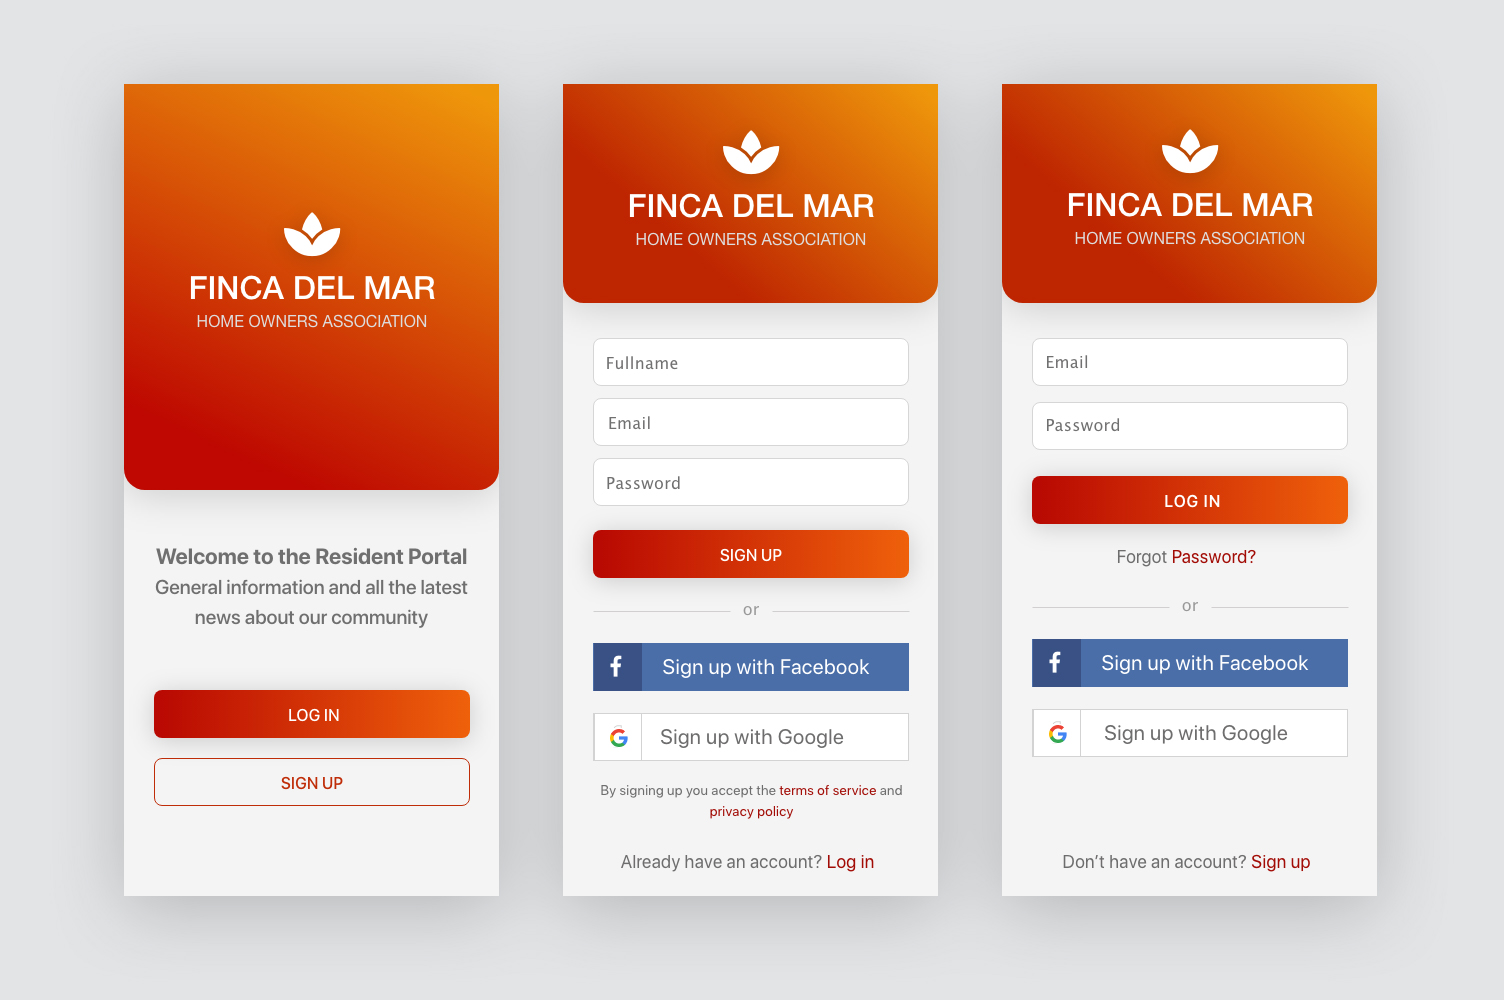 FINCA DEL MAR
HOME OWNERS ASSOCIATION
Welcome to the Resident Portal
General information and all the latest
news about our community
LOG IN
SIGN UP
FINCA DEL MAR
HOME OWNERS ASSOCIATION
Fullname
Email
Password
SIGN UP
or
f
Sign up with Facebook
G
Sign up with Google
By signing up you accept the terms of service and
privacy policy
Already have an account? Log in
FINCA DEL MAR
HOME OWNERS ASSOCIATION
Email
Password
LOG IN
Forgot Password?
or
f
Sign up with Facebook
G
Sign up with Google
Don’t have an account? Sign up